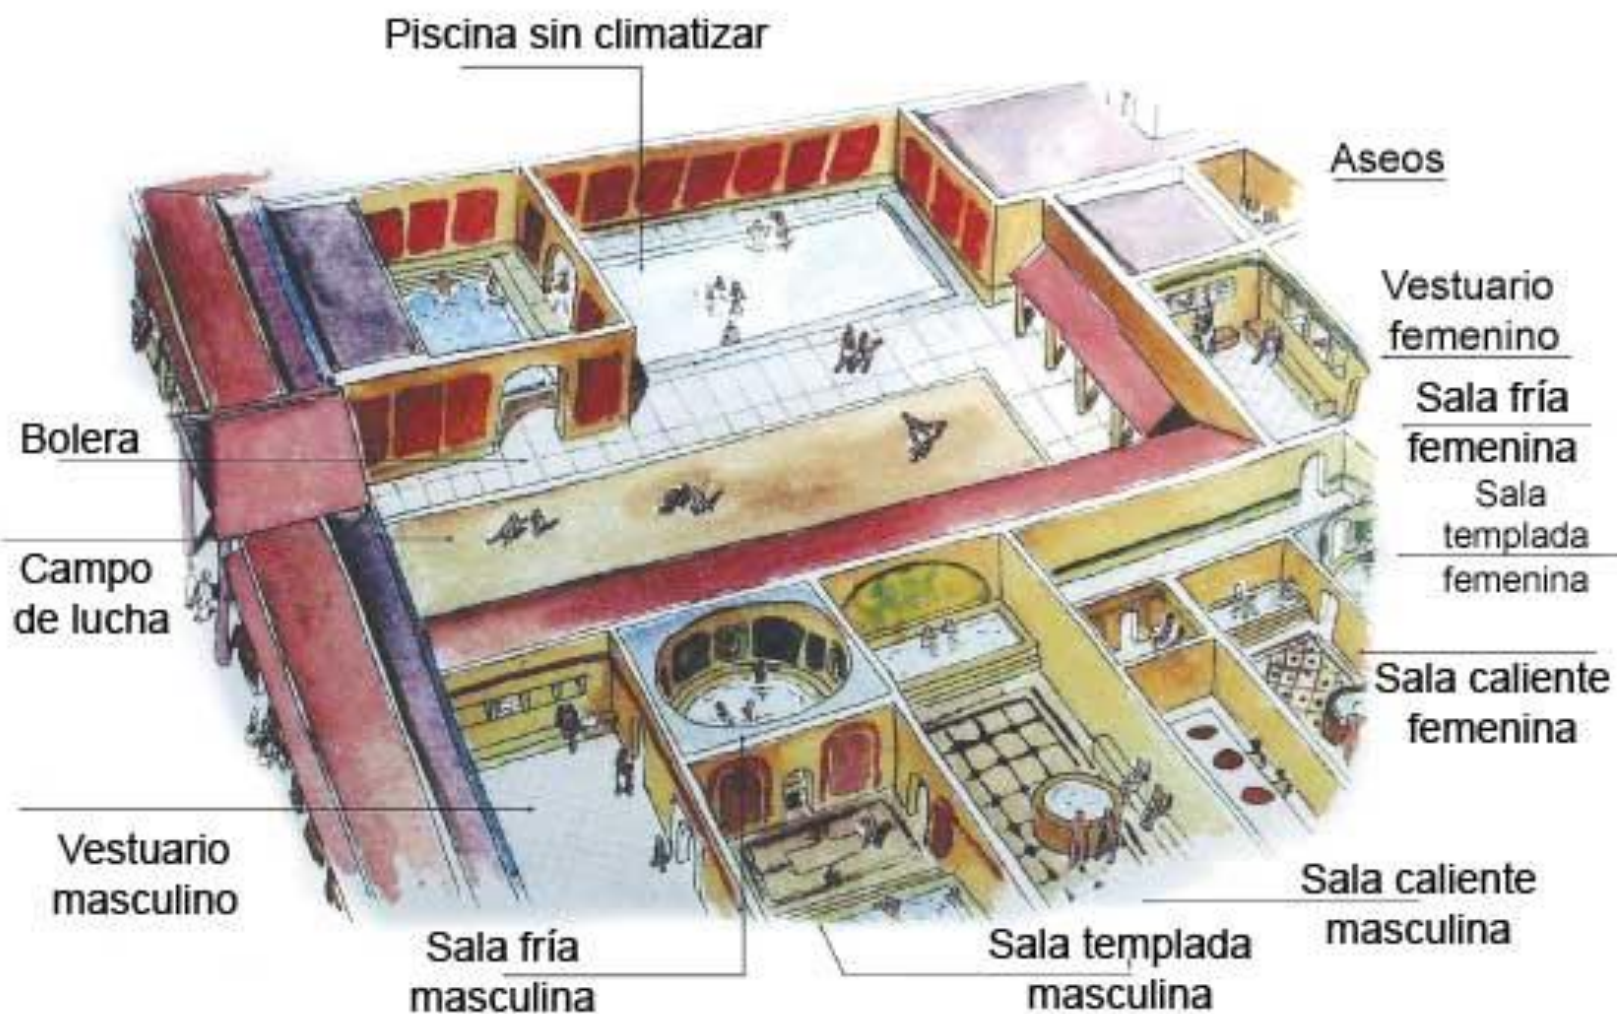 Piscina sin climatizar
Aseos
Vestuario
femenino
Sala fría
femenina
Sala
templada
femenina
Sala caliente
femenina
Bolera
Campo
de lucha
Vestuario
masculino
Sala fría
masculina
Sala templada
masculina
Sala caliente
masculina